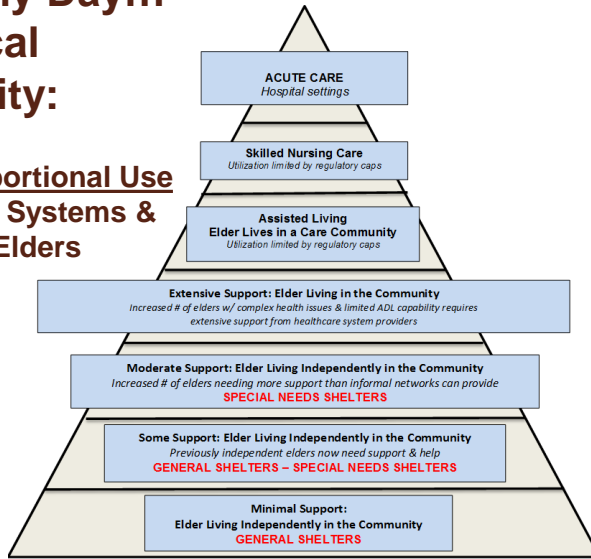 cal
ity:
Use
Systems &
Elders
ACUTE CARE
Hospital settings
Skilled Nursing Care
Utilization limited by regulatory caps
Assisted Living
Elder Lives in a Care Community
Utilization limited by regulatory caps
Extensive Support: Elder Living in the Community
Increased # of elders w/ complex health issues & limited ADL capability requires
extensive support from healthcare system providers
Moderate Support: Elder Living Independently in the Community
Increased # of elders needing more support than informal networks can provide
SPECIAL NEEDS SHELTERS
Some Support: Elder Living Independently in the Community
Previously independent elders now need support & help
GENERAL SHELTERS – SPECIAL NEEDS SHELTERS
Minimal Support:
Elder Living Independently in the Community
GENERAL SHELTERS